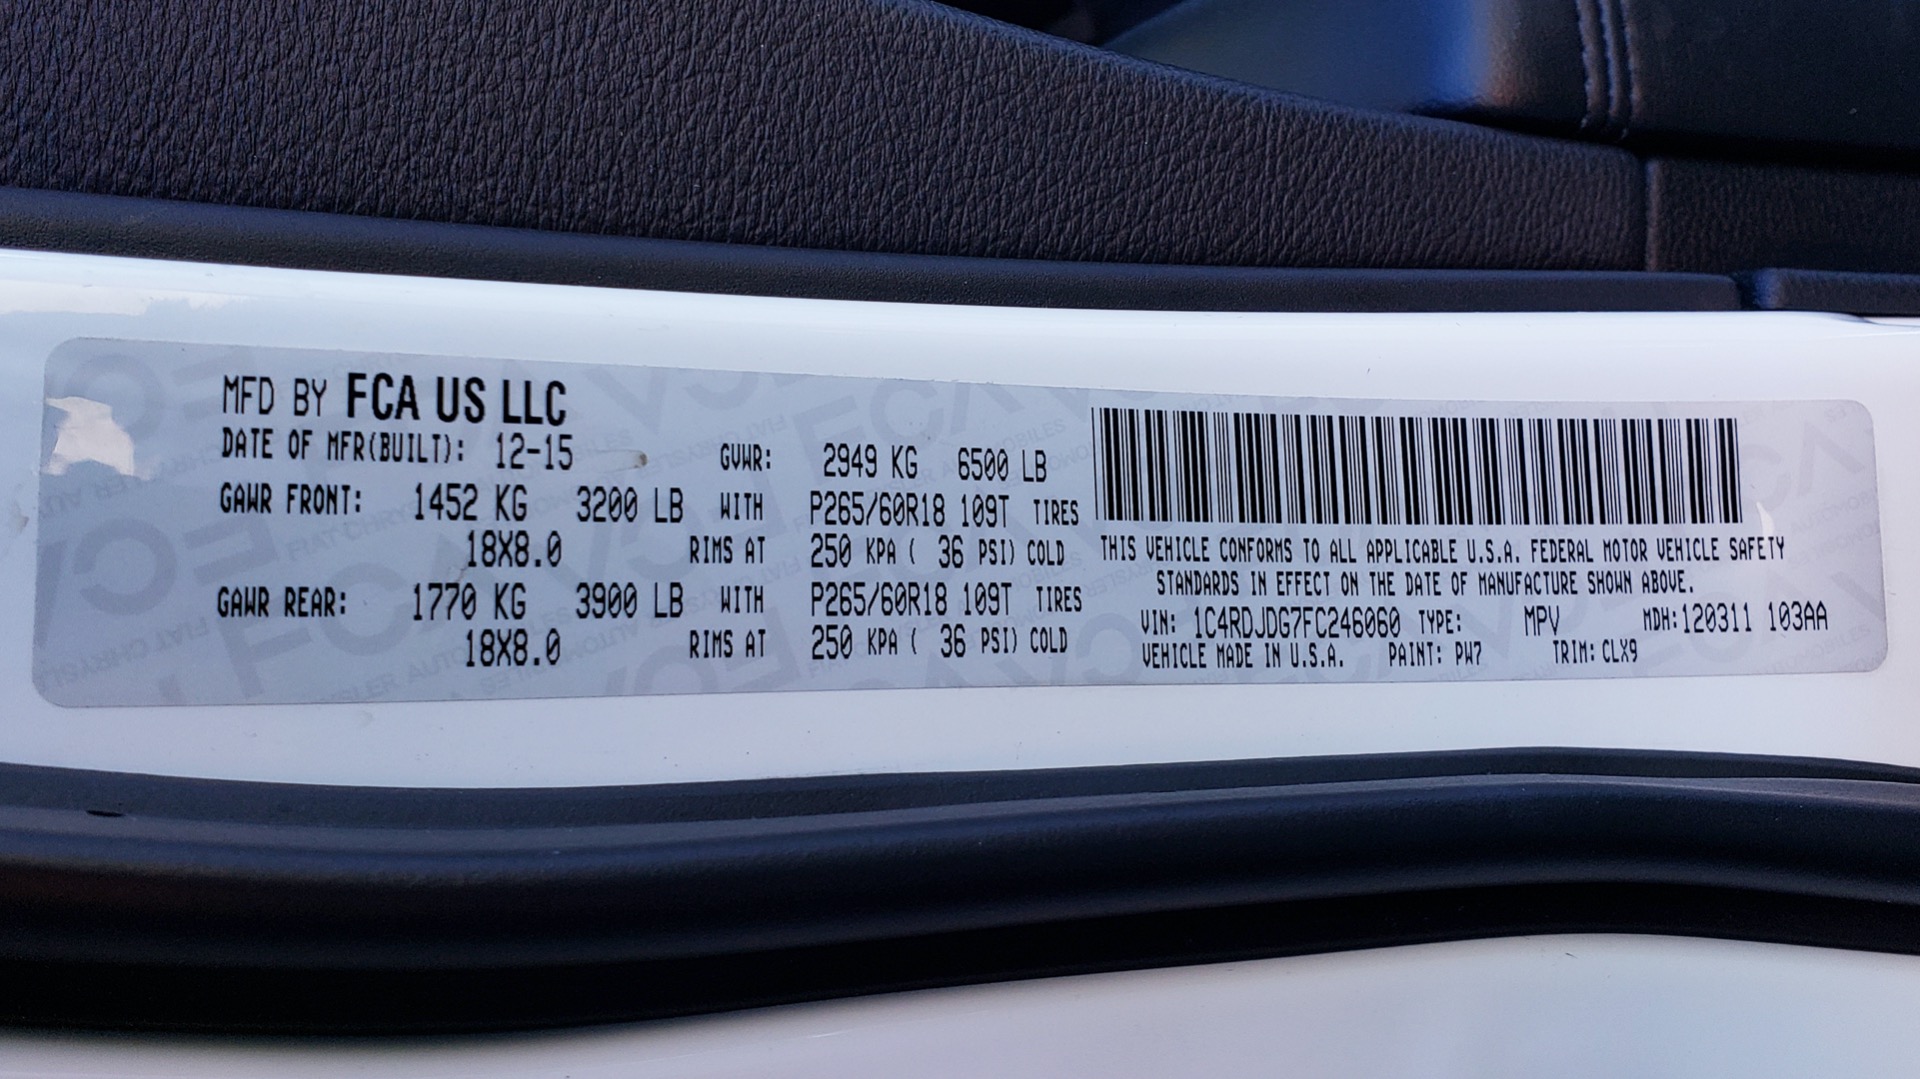 MFD BY FCA US LLC
DATE OF MFR(BUILT): 12-15 GVWR: 2949 KG 6500 LB
GAWR FRONT: 1452 KG 3200 LB WITH P265/60R18 109T TIRES
18X8.0 RIMS AT 250 KPA ( 36 PSI) COLD
GAWR REAR: 1770 KG 3900 LB WITH P265/60R18 109T TIRES
18X8.0 RIMS AT 250 KPA ( 36 PSI) COLD
THIS VEHICLE CONFORMS TO ALL APPLICABLE U.S.A. FEDERAL MOTOR VEHICLE SAFETY
STANDARDS IN EFFECT ON THE DATE OF MANUFACTURE SHOWN ABOVE.
VIN: 1C4RDJDG7FC246060 TYPE: MPV MDH:120311 103AA
VEHICLE MADE IN U.S.A. PAINT: PW7 TRIM: CLX9